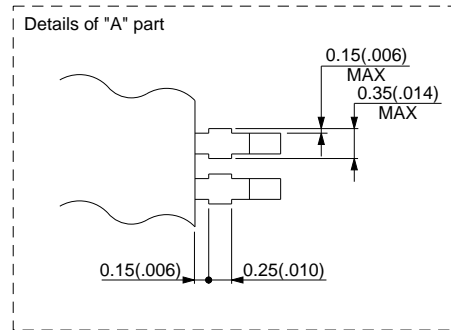 Details of "A" part
0.15(.006)
MAX
0.35(.014)
MAX
0.15(.006)
0.25(.010)